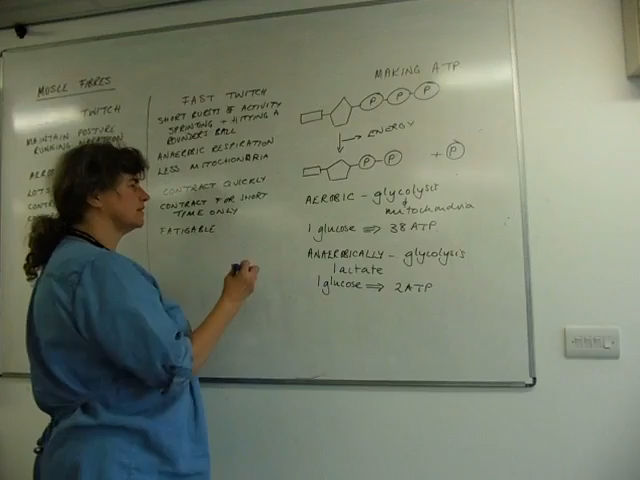 MUSCLE FIBRES
TWITCH
MAINTAIN POSTURE
RUNNING MARATHON
LOTS
FAST TWITCH
SHORT BURSTS OF ACTIVITY
SPRINTING + HITTING A
ROUNDERS BALL
ANAEROBIC RESPIRATION
LESS MITOCHONDRIA
CONTRACT QUICKLY
CONTRACT FOR SHORT
TIME ONLY
FATIGABLE
MAKING ATP
P P P
ENERGY
P P + P
AEROBIC - glycolysis
mitochondria
1 glucose ⇒ 38 ATP
ANAEROBICALLY - glycolysis
lactate
1 glucose ⇒ 2 ATP